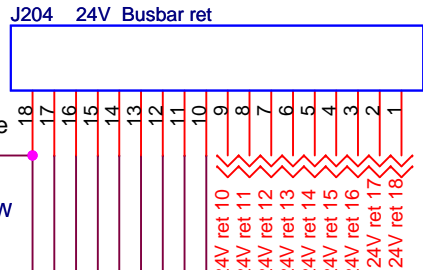 J204 24V Busbar ret
e
18 17 16 15 14 13 12 11 10 9 8 7 6 5 4 3 2 1
w
24V ret 10
24V ret 11
24V ret 12
24V ret 13
24V ret 14
24V ret 15
24V ret 16
24V ret 17
24V ret 18